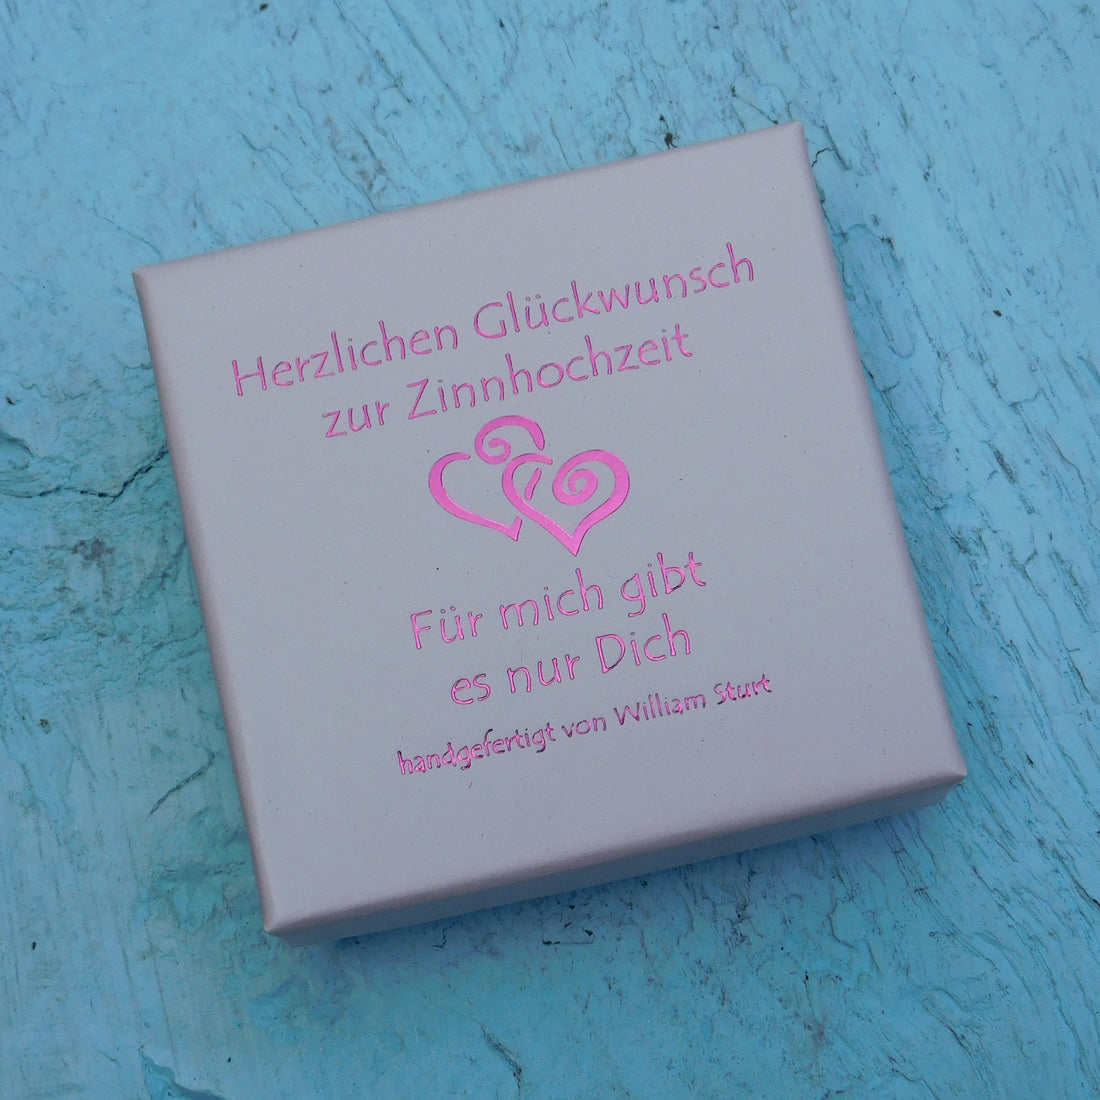 Herzlichen Glückwunsch
zur Zinnhochzeit
Für mich gibt
es nur Dich
handgefertigt von William Sturt